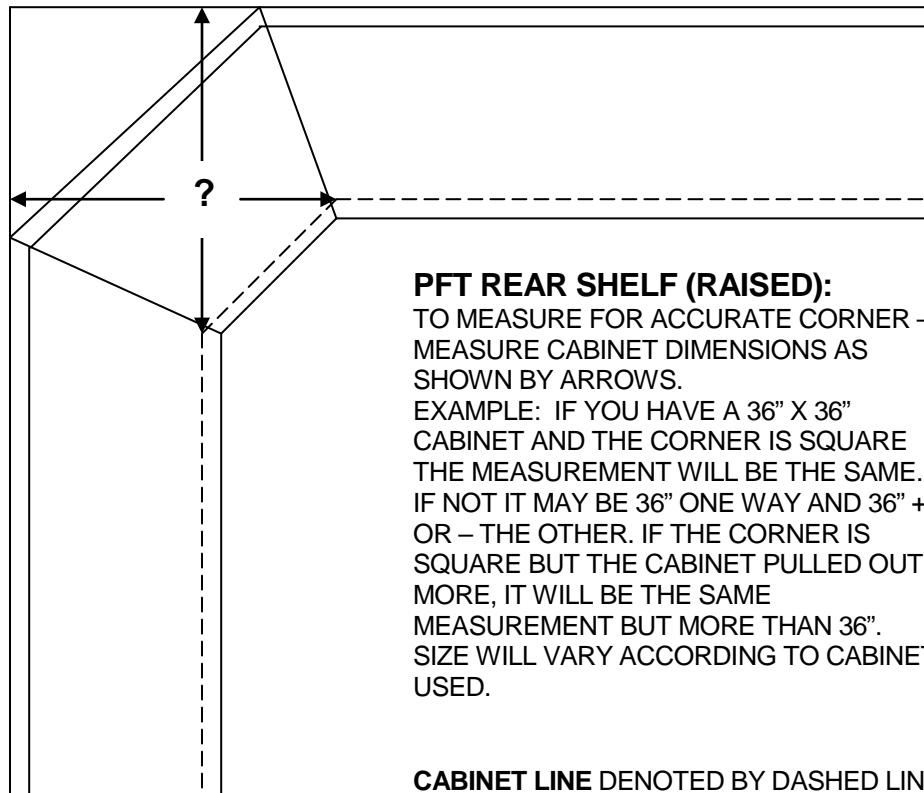 ?
PFT REAR SHELF (RAISED):
TO MEASURE FOR ACCURATE CORNER –
MEASURE CABINET DIMENSIONS AS
SHOWN BY ARROWS.
EXAMPLE:  IF YOU HAVE A 36” X 36”
CABINET AND THE CORNER IS SQUARE
THE MEASUREMENT WILL BE THE SAME.
IF NOT IT MAY BE 36” ONE WAY AND 36” +
OR – THE OTHER. IF THE CORNER IS
SQUARE BUT THE CABINET PULLED OUT
MORE, IT WILL BE THE SAME
MEASUREMENT BUT MORE THAN 36”.
SIZE WILL VARY ACCORDING TO CABINET
USED.
CABINET LINE DENOTED BY DASHED LIN